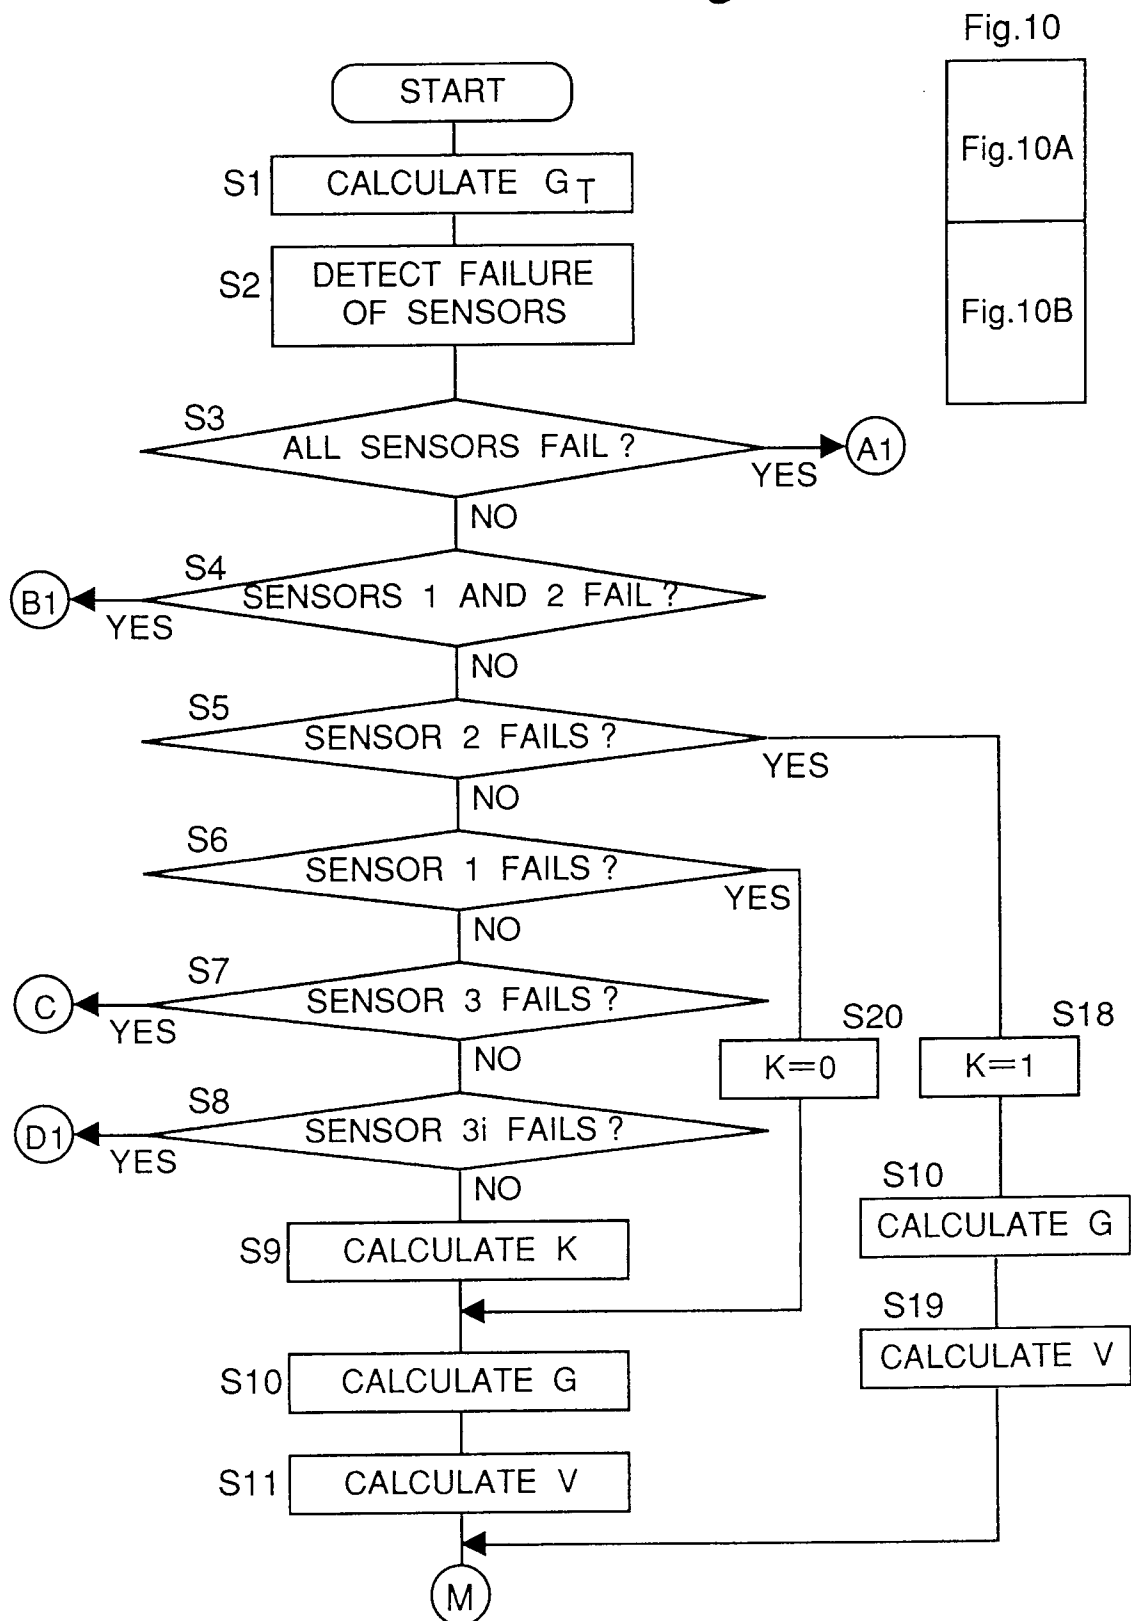 Fig.10
Fig.10A
Fig.10B
START
S1
CALCULATE GT
S2
DETECT FAILURE
OF SENSORS
S3
ALL SENSORS FAIL ?
YES
A1
NO
S4
SENSORS 1 AND 2 FAIL ?
B1
YES
NO
S5
SENSOR 2 FAILS ?
YES
NO
S6
SENSOR 1 FAILS ?
YES
NO
S7
SENSOR 3 FAILS ?
C
YES
NO
S20
K=0
S18
K=1
S8
SENSOR 3i FAILS ?
D1
YES
NO
S10
CALCULATE G
S9
CALCULATE K
S19
CALCULATE V
S10
CALCULATE G
S11
CALCULATE V
M